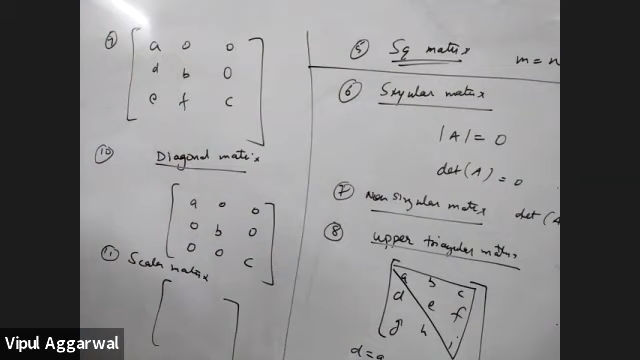 9) a 0 0
d b 0
e f c
10) Diagonal matrix
a 0 0
0 b 0
0 0 c
11) Scalar matrix
5) Sq matrix m = n
6) Singular matrix
|A| = 0
det(A) = 0
7) Non singular matrix det (A
8) upper triangular matrix
a b c
d e f
g h i
Vipul Aggarwal